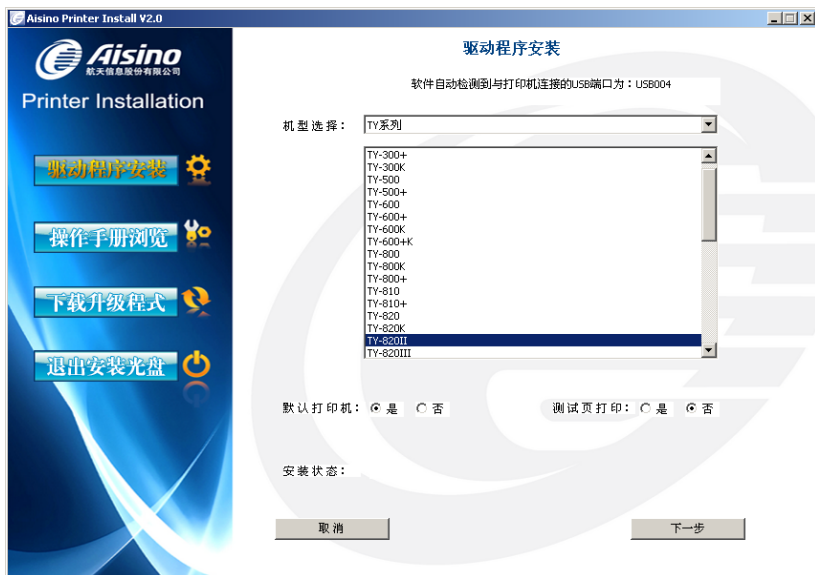 Aisino Printer Install V2.0
Aisino
航天信息股份有限公司
Printer Installation
驱动程序安装
操作手册浏览
下载升级程式
退出安装光盘
驱动程序安装
软件自动检测到与打印机连接的USB端口为：USB004
机型选择： TY系列
TY-300+
TY-300K
TY-500
TY-500+
TY-600
TY-600+
TY-600K
TY-600+K
TY-800
TY-800K
TY-800+
TY-810
TY-810+
TY-820
TY-820K
TY-820II
TY-820III
默认打印机： 是 否 测试页打印： 是 否
安装状态：
取消 下一步